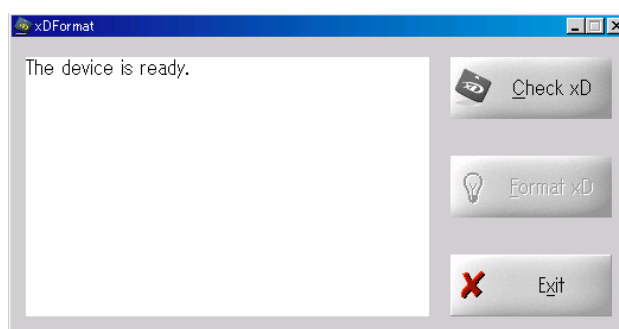 xDFormat
The device is ready.
Check xD
Format xD
Exit